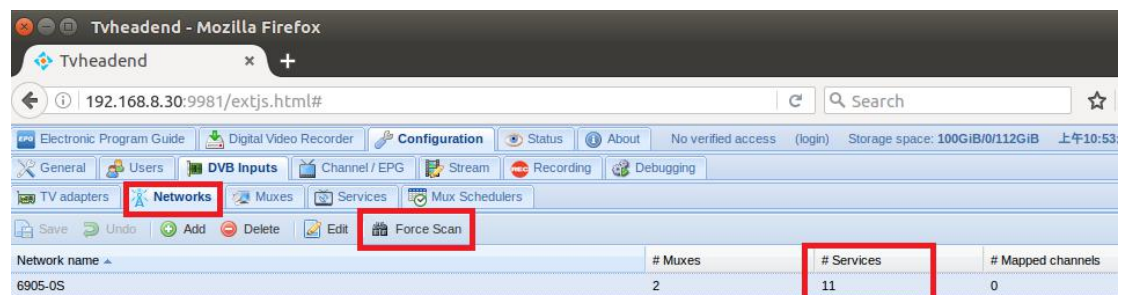 Tvheadend - Mozilla Firefox
Tvheadend × +
192.168.8.30:9981/extjs.html# Search
Electronic Program Guide Digital Video Recorder Configuration Status About No verified access (login) Storage space: 100GiB/0/112GiB 上午10:53:
General Users DVB Inputs Channel / EPG Stream Recording Debugging
TV adapters Networks Muxes Services Mux Schedulers
Save Undo Add Delete Edit Force Scan
Network name # Muxes # Services # Mapped channels
6905-0S 2 11 0